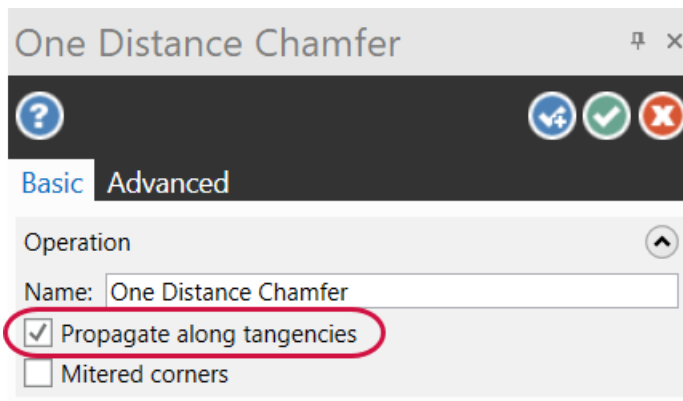 One Distance Chamfer
?
Basic Advanced
Operation
Name: One Distance Chamfer
Propagate along tangencies
Mitered corners